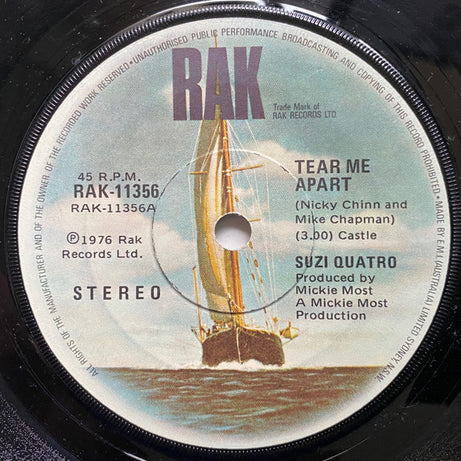 ALL RIGHTS OF THE MANUFACTURER AND OF THE OWNER OF THE RECORDED WORK RESERVED•UNAUTHORISED PUBLIC PERFORMANCE BROADCASTING AND COPYING OF THIS RECORD PROHIBITED•MADE BY E.M.I. (AUSTRALIA) LIMITED SYDNEY N.S.W.
RAK
Trade Mark of
RAK RECORDS LTD
45 R.P.M.
RAK-11356
RAK-11356A
℗1976 Rak
Records Ltd.
STEREO
TEAR ME
APART
(Nicky Chinn and
Mike Chapman)
(3.00) Castle
SUZI QUATRO
Produced by
Mickie Most
A Mickie Most
Production